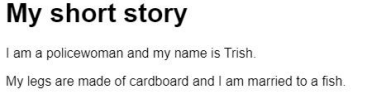 My short story
I am a policewoman and my name is Trish.
My legs are made of cardboard and I am married to a fish.